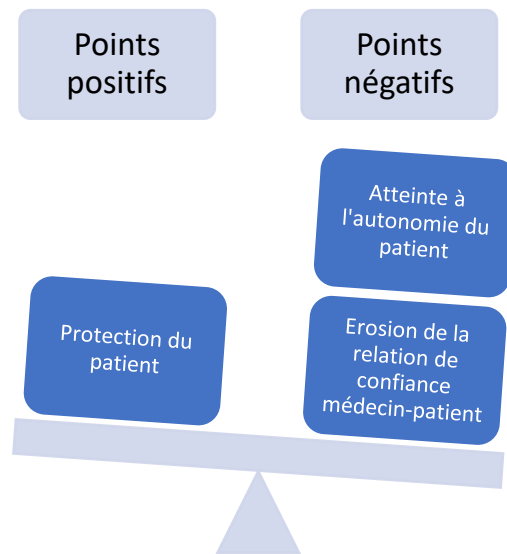 Points
positifs
Points
négatifs
Atteinte à
l'autonomie du
patient
Protection du
patient
Erosion de la
relation de
confiance
médecin-patient